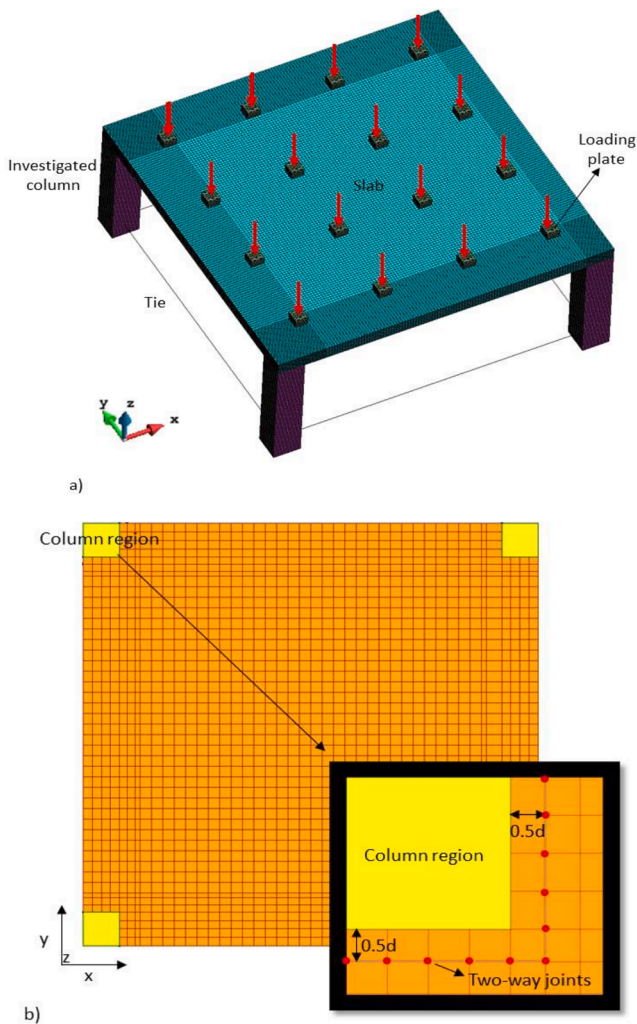 Investigated
column
Loading
plate
Slab
Tie
y
z
x
a)
Column region
0.5d
Column region
0.5d
Two-way joints
y
z
x
b)